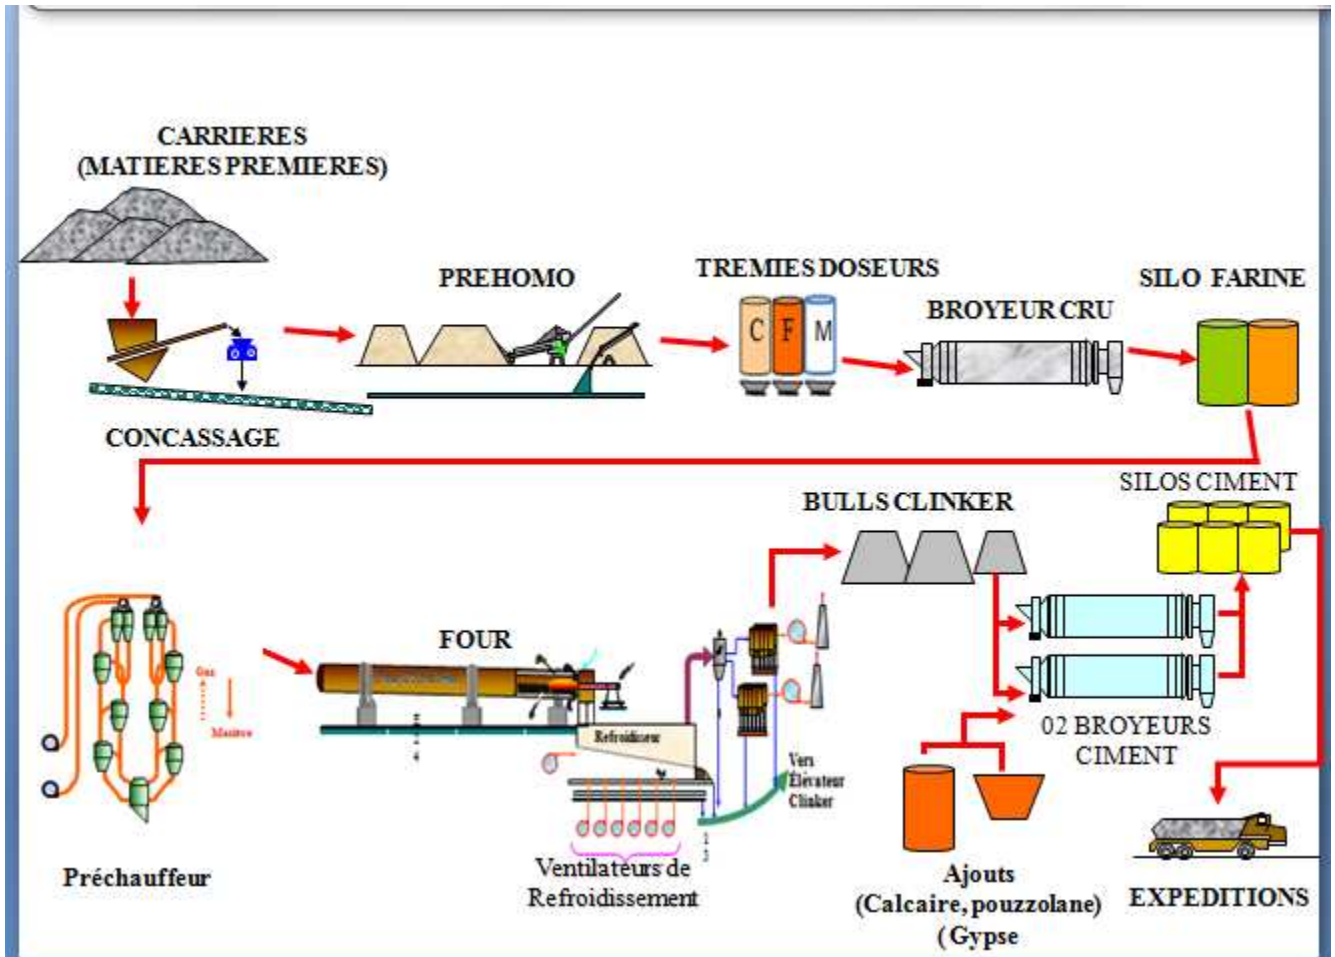 CARRIERES
(MATIERES PREMIERES)
PREHOMO
TREMIES DOSEURS
C F M
BROYEUR CRU
SILO FARINE
CONCASSAGE
SILOS CIMENT
BULLS CLINKER
FOUR
Gaz
Matière
Refroidisseur
Vers
Élévateur
Clinker
02 BROYEURS
CIMENT
Préchauffeur
Ventilateurs de
Refroidissement
Ajouts
(Calcaire, pouzzolane)
( Gypse
EXPEDITIONS